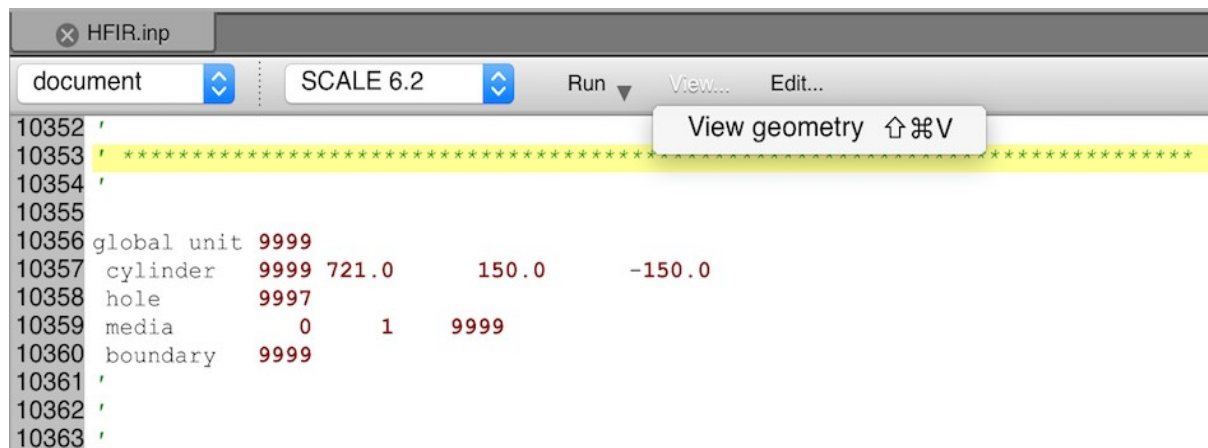 HFIR.inp
document SCALE 6.2 Run View... Edit...
View geometry ⇧⌘V
10352 '
10353 ' ******************************************************************************
10354 '
10355
10356 global unit 9999
10357 cylinder 9999 721.0 150.0 -150.0
10358 hole 9997
10359 media 0 1 9999
10360 boundary 9999
10361 '
10362 '
10363 '